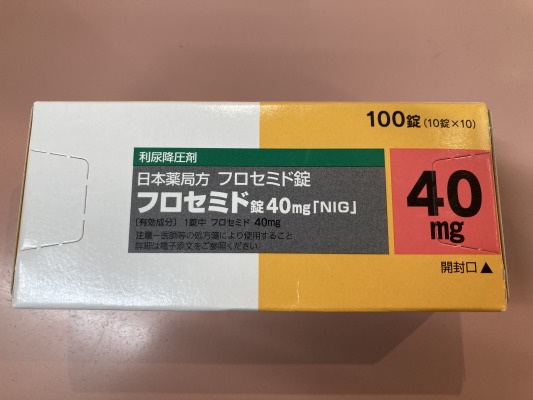 100錠(10錠×10)
利尿降圧剤
日本薬局方 フロセミド錠
フロセミド錠40mg「NIG」
(有効成分) 1錠中 フロセミド 40mg
注意-医師等の処方箋により使用すること
詳細は電子添文をご参照ください
40
mg
開封口▲